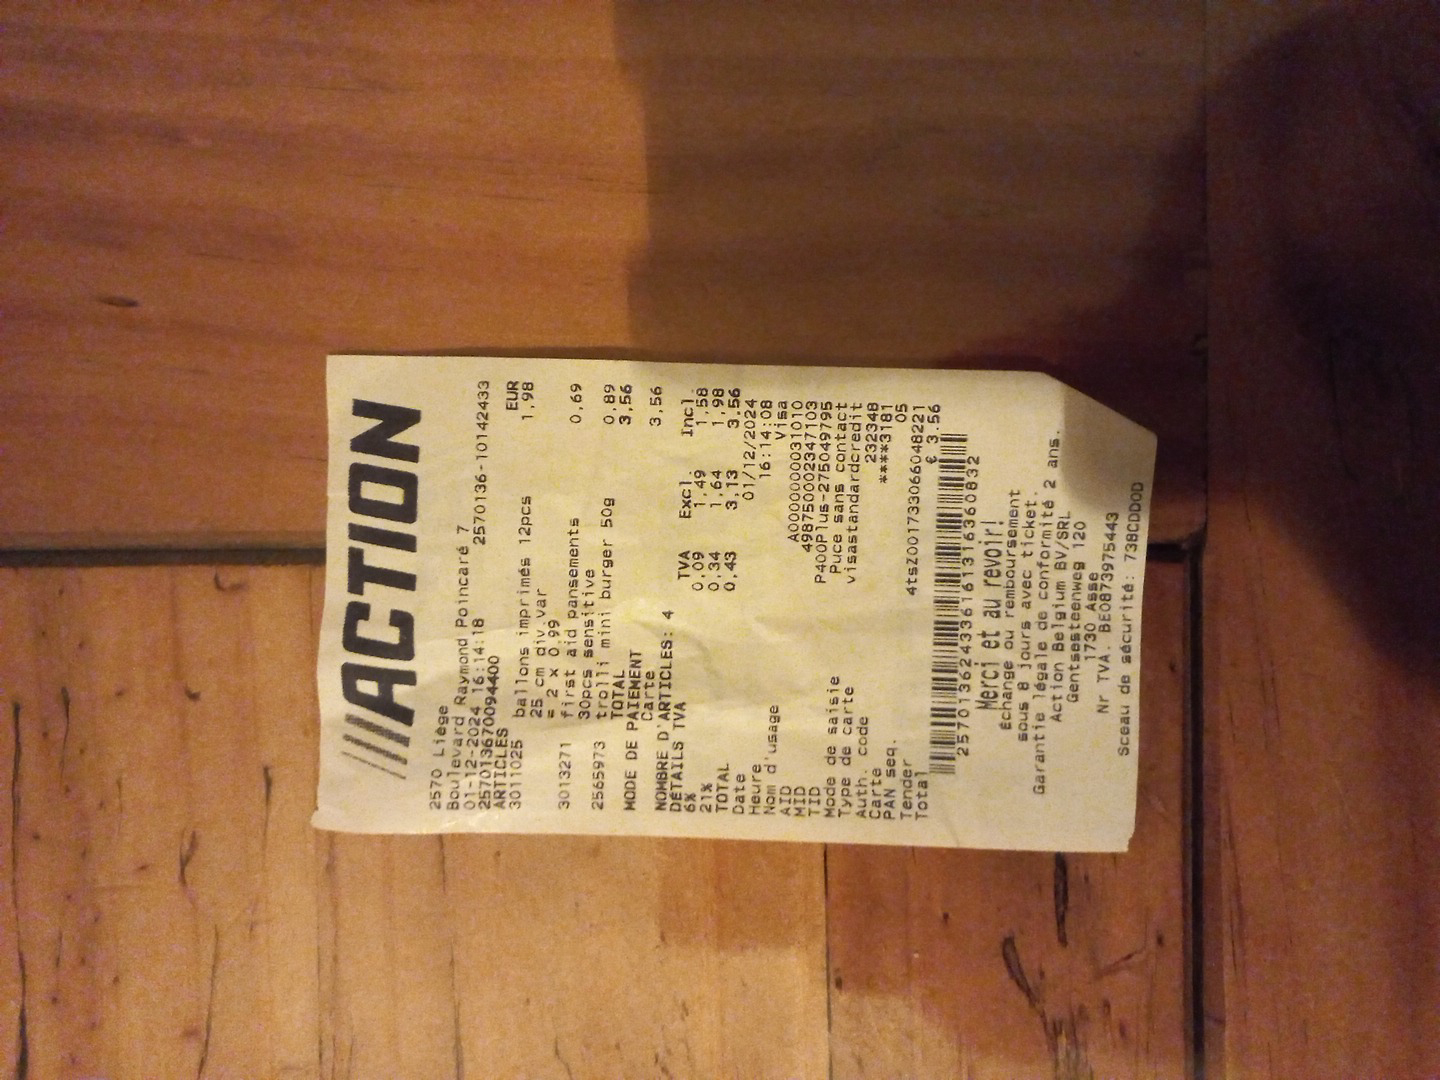 ///ACTION
2570 Liège
Boulevard Raymond Poincaré 7
01-12-2024 16:14:18 2570136-10142433
2570136700944​00
ARTICLES EUR
3011025 ballons imprimés 12pcs 1,98
25 cm div.var
= 2 x 0,99
3013271 first aid pansements 0,69
30pcs sensitive
2565973 trolli mini burger 50g 0,89
TOTAL 3,56
MODE DE PAIEMENT
Carte 3,56
NOMBRE D'ARTICLES: 4
DÉTAILS TVA TVA Excl. Incl.
6% 0,09 1,49 1,58
21% 0,34 1,64 1,98
TOTAL 0,43 3,13 3,56
Date 01/12/2024
Heure 16:14:08
Nom d'usage Visa
AID A0000000031010
MID 498750002347103
TID P400Plus-275049795
Mode de saisie Puce sans contact
Type de carte visastandardcredit
Auth. code 232348
Carte ****3181
PAN seq. 05
Tender 4tsZ001733066048221
Total € 3.56
2570136243361613163​60832
Merci et au revoir!
Échange ou remboursement
sous 8 jours avec ticket.
Garantie légale de conformité 2 ans.
Action Belgium BV/SRL
Gentsesteenweg 120
1730 Asse
Nr TVA. BE0873975443
Sceau de sécurité: 738CDD0D